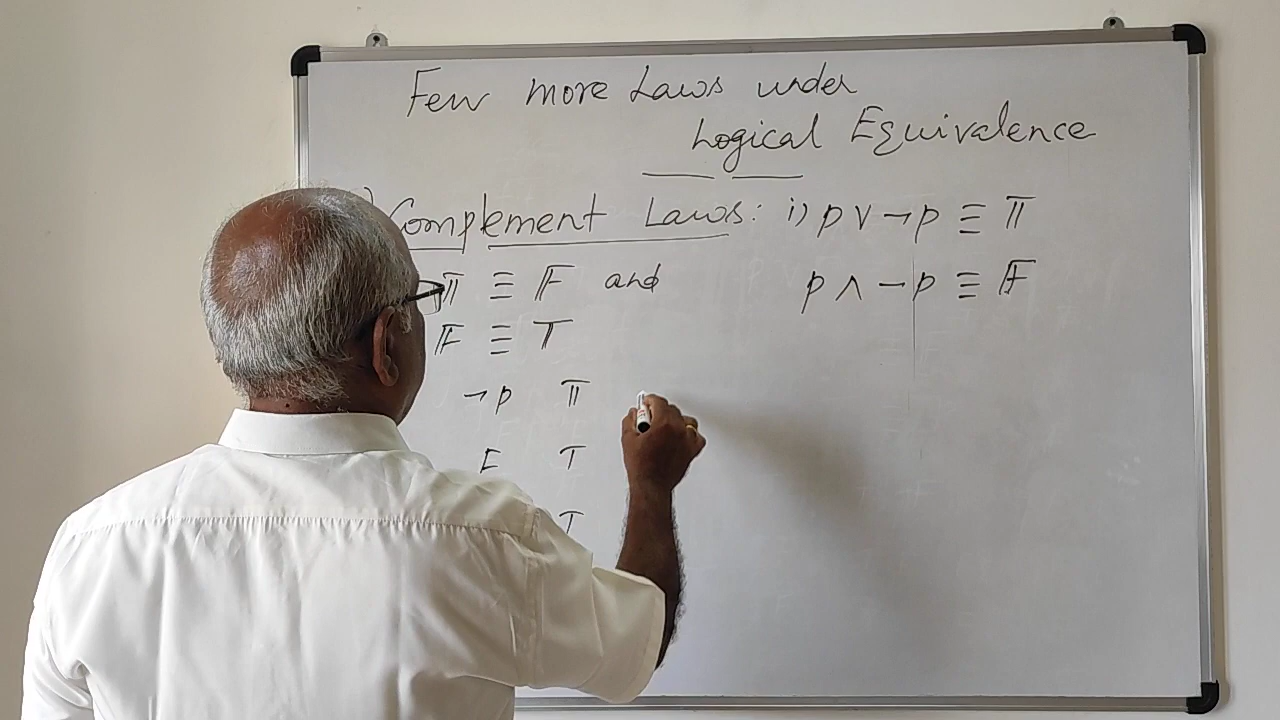 Few more Laws under
Logical Equivalence
) Complement Laws: i) p ∨ ¬p ≡ 𝕋
𝕋 ≡ 𝔽 and p ∧ ¬p ≡ 𝔽
𝔽 ≡ T
¬p 𝕋
F T
T